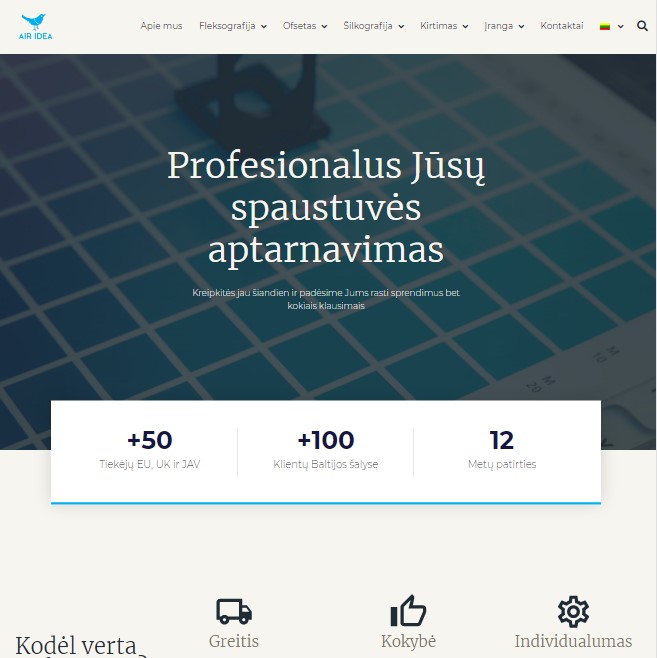 AIR IDEA
Apie mus Fleksografija Ofsetas Šilkografija Kirtimas Įranga Kontaktai
Profesionalus Jūsų
spaustuvės
aptarnavimas
Kreipkitės jau šiandien ir padėsime Jums rasti sprendimus bet
kokiais klausimais
10 M
20 M
+50 +100 12
Tiekėjų EU, UK ir JAV Klientų Baltijos šalyse Metų patirties
Kodėl verta
Greitis Kokybė Individualumas